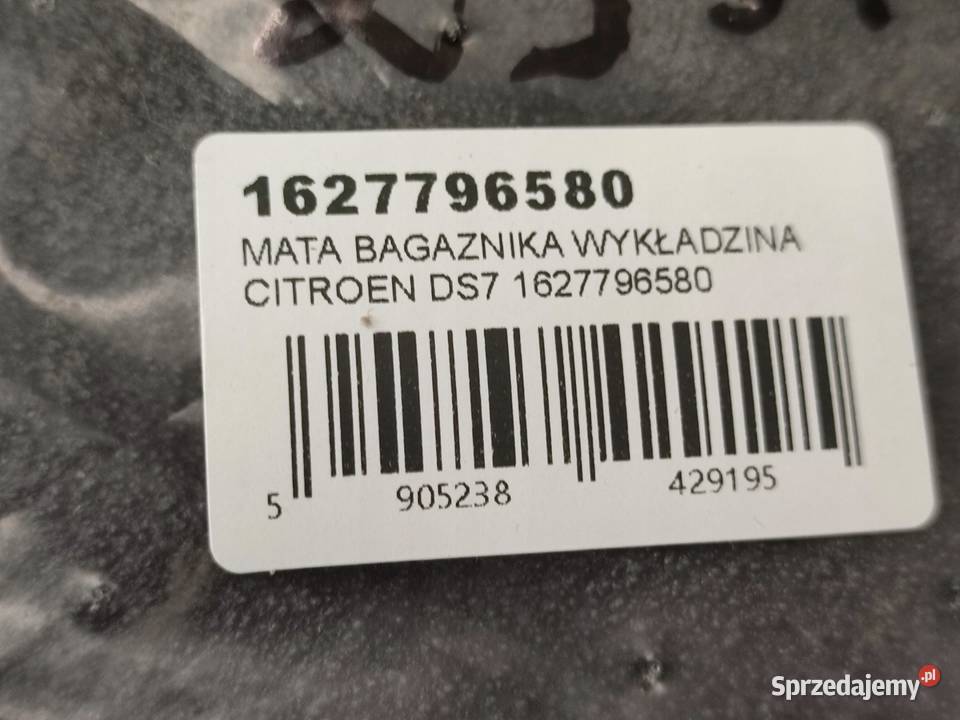 1627796580
MATA BAGAZNIKA WYKŁADZINA
CITROEN DS7 1627796580
5 905238 429195
Sprzedajemy.pl